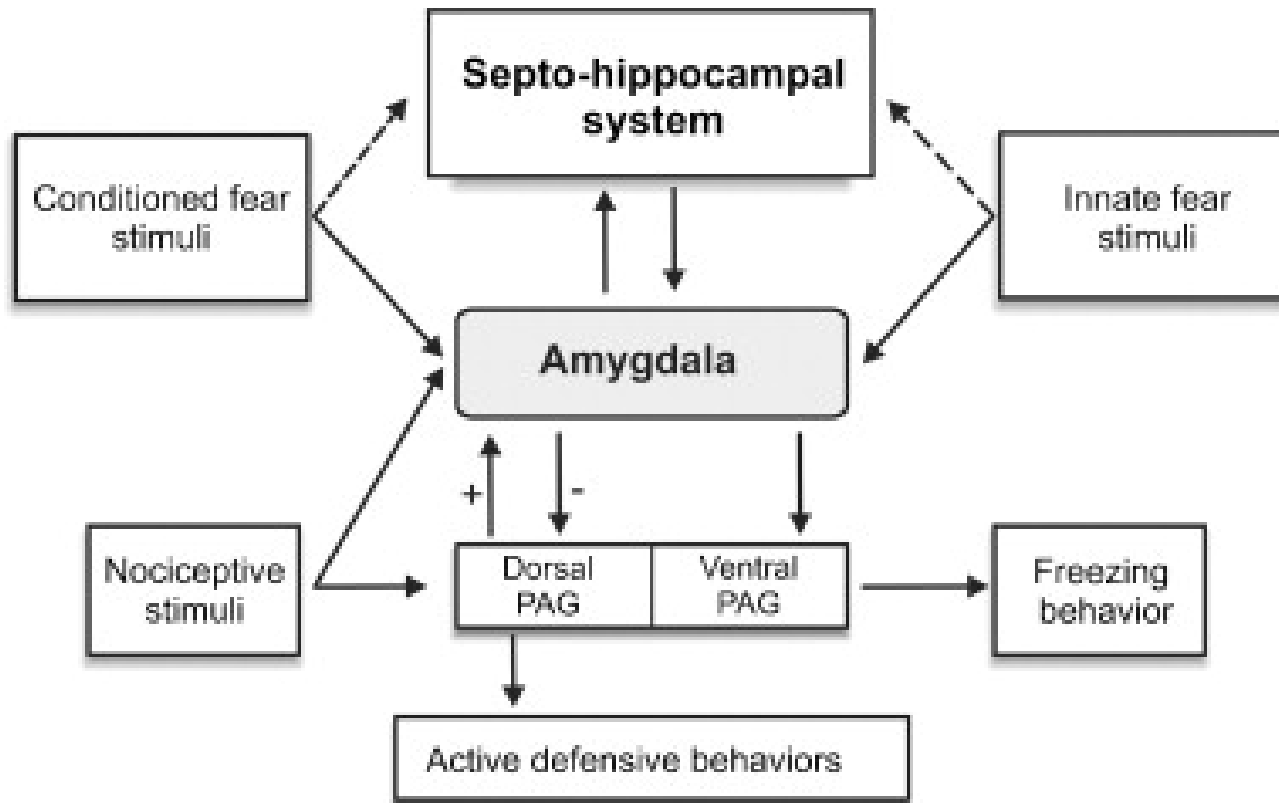 Septo-hippocampal
system
Conditioned fear
stimuli
Innate fear
stimuli
Amygdala
+
-
Nociceptive
stimuli
Dorsal
PAG
Ventral
PAG
Freezing
behavior
Active defensive behaviors